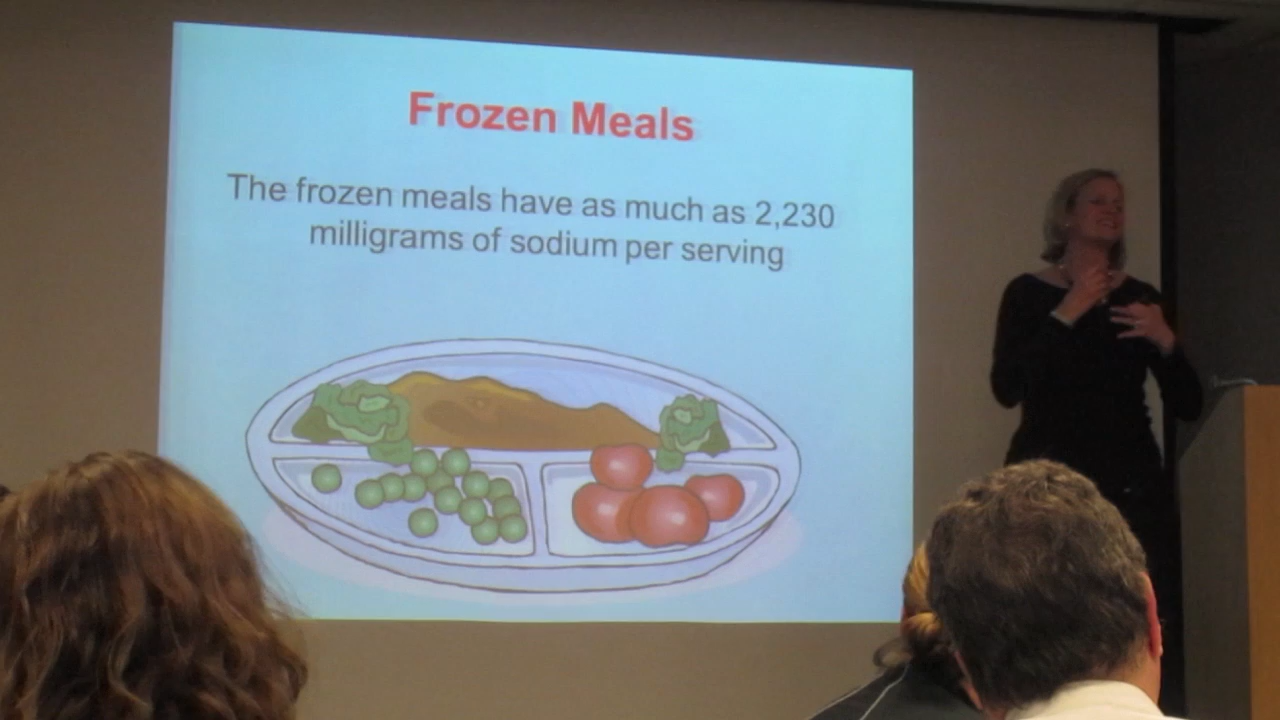 Frozen Meals
The frozen meals have as much as 2,230
milligrams of sodium per serving